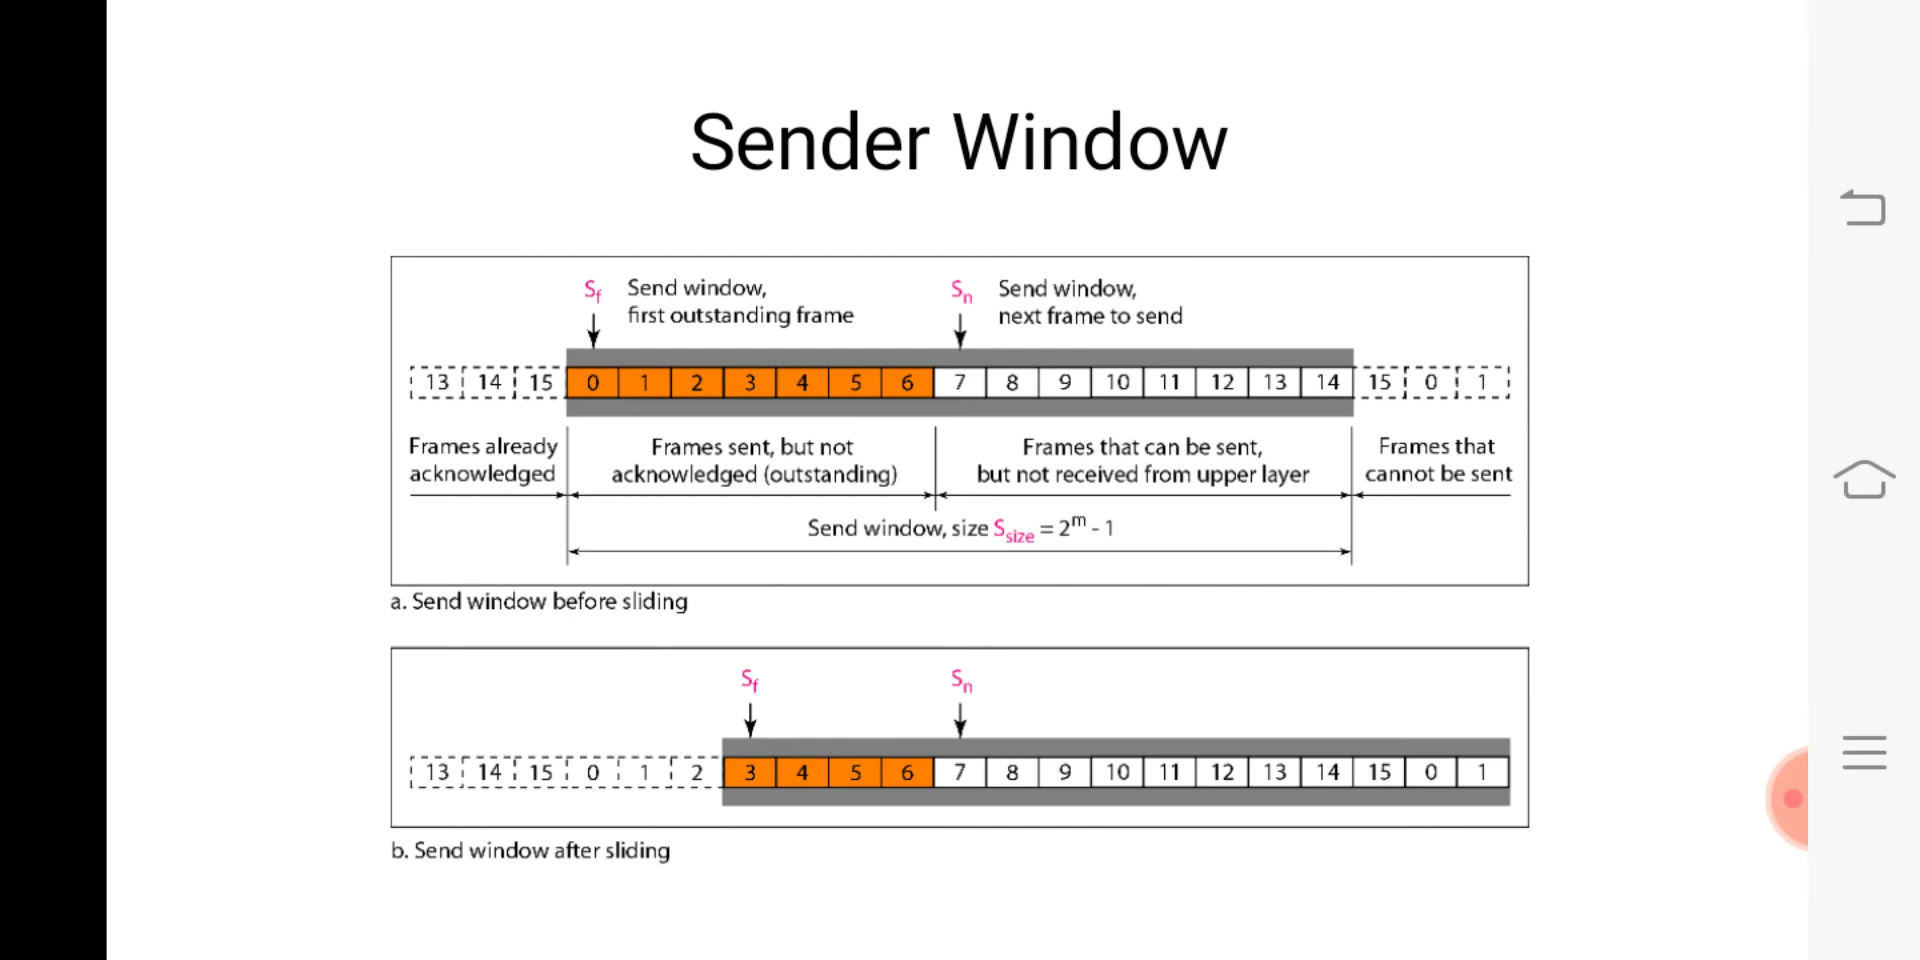 Sender Window
Sf Send window, Sn Send window,
first outstanding frame next frame to send
13 14 15 0 1 2 3 4 5 6 7 8 9 10 11 12 13 14 15 0 1
Frames already Frames sent, but not Frames that can be sent, Frames that
acknowledged acknowledged (outstanding) but not received from upper layer cannot be sent
Send window, size Ssize = 2^m - 1
a. Send window before sliding
Sf Sn
13 14 15 0 1 2 3 4 5 6 7 8 9 10 11 12 13 14 15 0 1
b. Send window after sliding